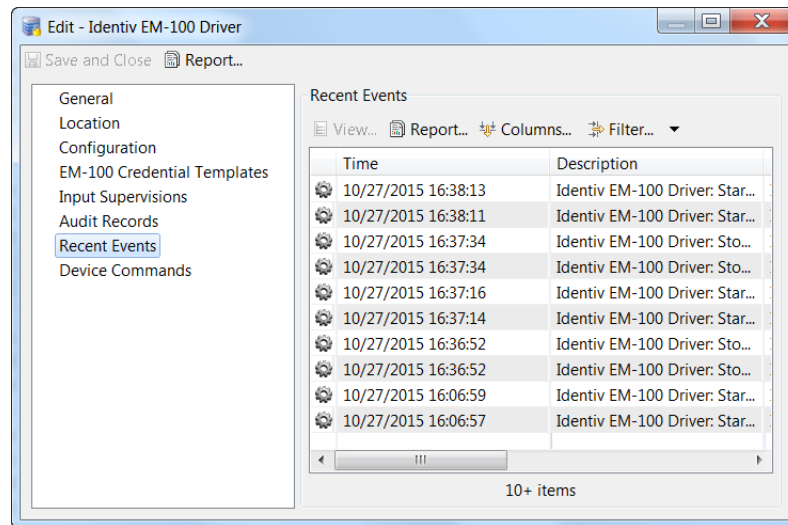 Edit - Identiv EM-100 Driver
Save and Close Report...
General
Location
Configuration
EM-100 Credential Templates
Input Supervisions
Audit Records
Recent Events
Device Commands
Recent Events
View... Report... Columns... Filter...
Time Description
10/27/2015 16:38:13 Identiv EM-100 Driver: Star...
10/27/2015 16:38:11 Identiv EM-100 Driver: Star...
10/27/2015 16:37:34 Identiv EM-100 Driver: Sto...
10/27/2015 16:37:34 Identiv EM-100 Driver: Sto...
10/27/2015 16:37:16 Identiv EM-100 Driver: Star...
10/27/2015 16:37:14 Identiv EM-100 Driver: Star...
10/27/2015 16:36:52 Identiv EM-100 Driver: Sto...
10/27/2015 16:36:52 Identiv EM-100 Driver: Sto...
10/27/2015 16:06:59 Identiv EM-100 Driver: Star...
10/27/2015 16:06:57 Identiv EM-100 Driver: Star...
10+ items